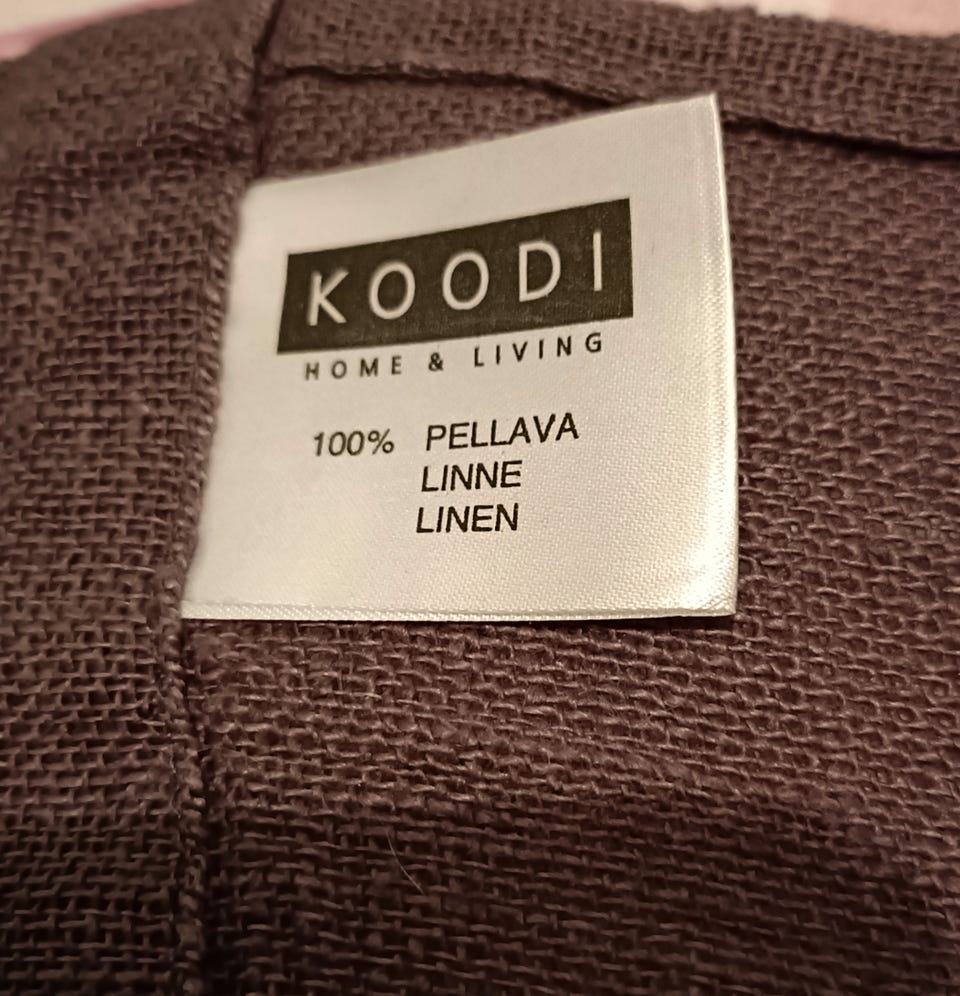 KOODI
HOME & LIVING
100% PELLAVA
LINNE
LINEN